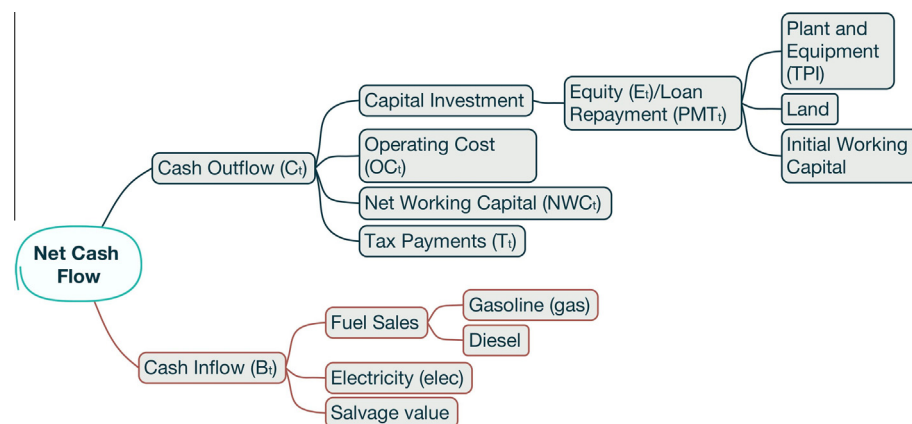 Plant and
Equipment
(TPI)
Capital Investment
Equity (Eₜ)/Loan
Repayment (PMTₜ)
Land
Operating Cost
(OCₜ)
Initial Working
Capital
Cash Outflow (Cₜ)
Net Working Capital (NWCₜ)
Tax Payments (Tₜ)
Net Cash
Flow
Gasoline (gas)
Fuel Sales
Diesel
Cash Inflow (Bₜ)
Electricity (elec)
Salvage value